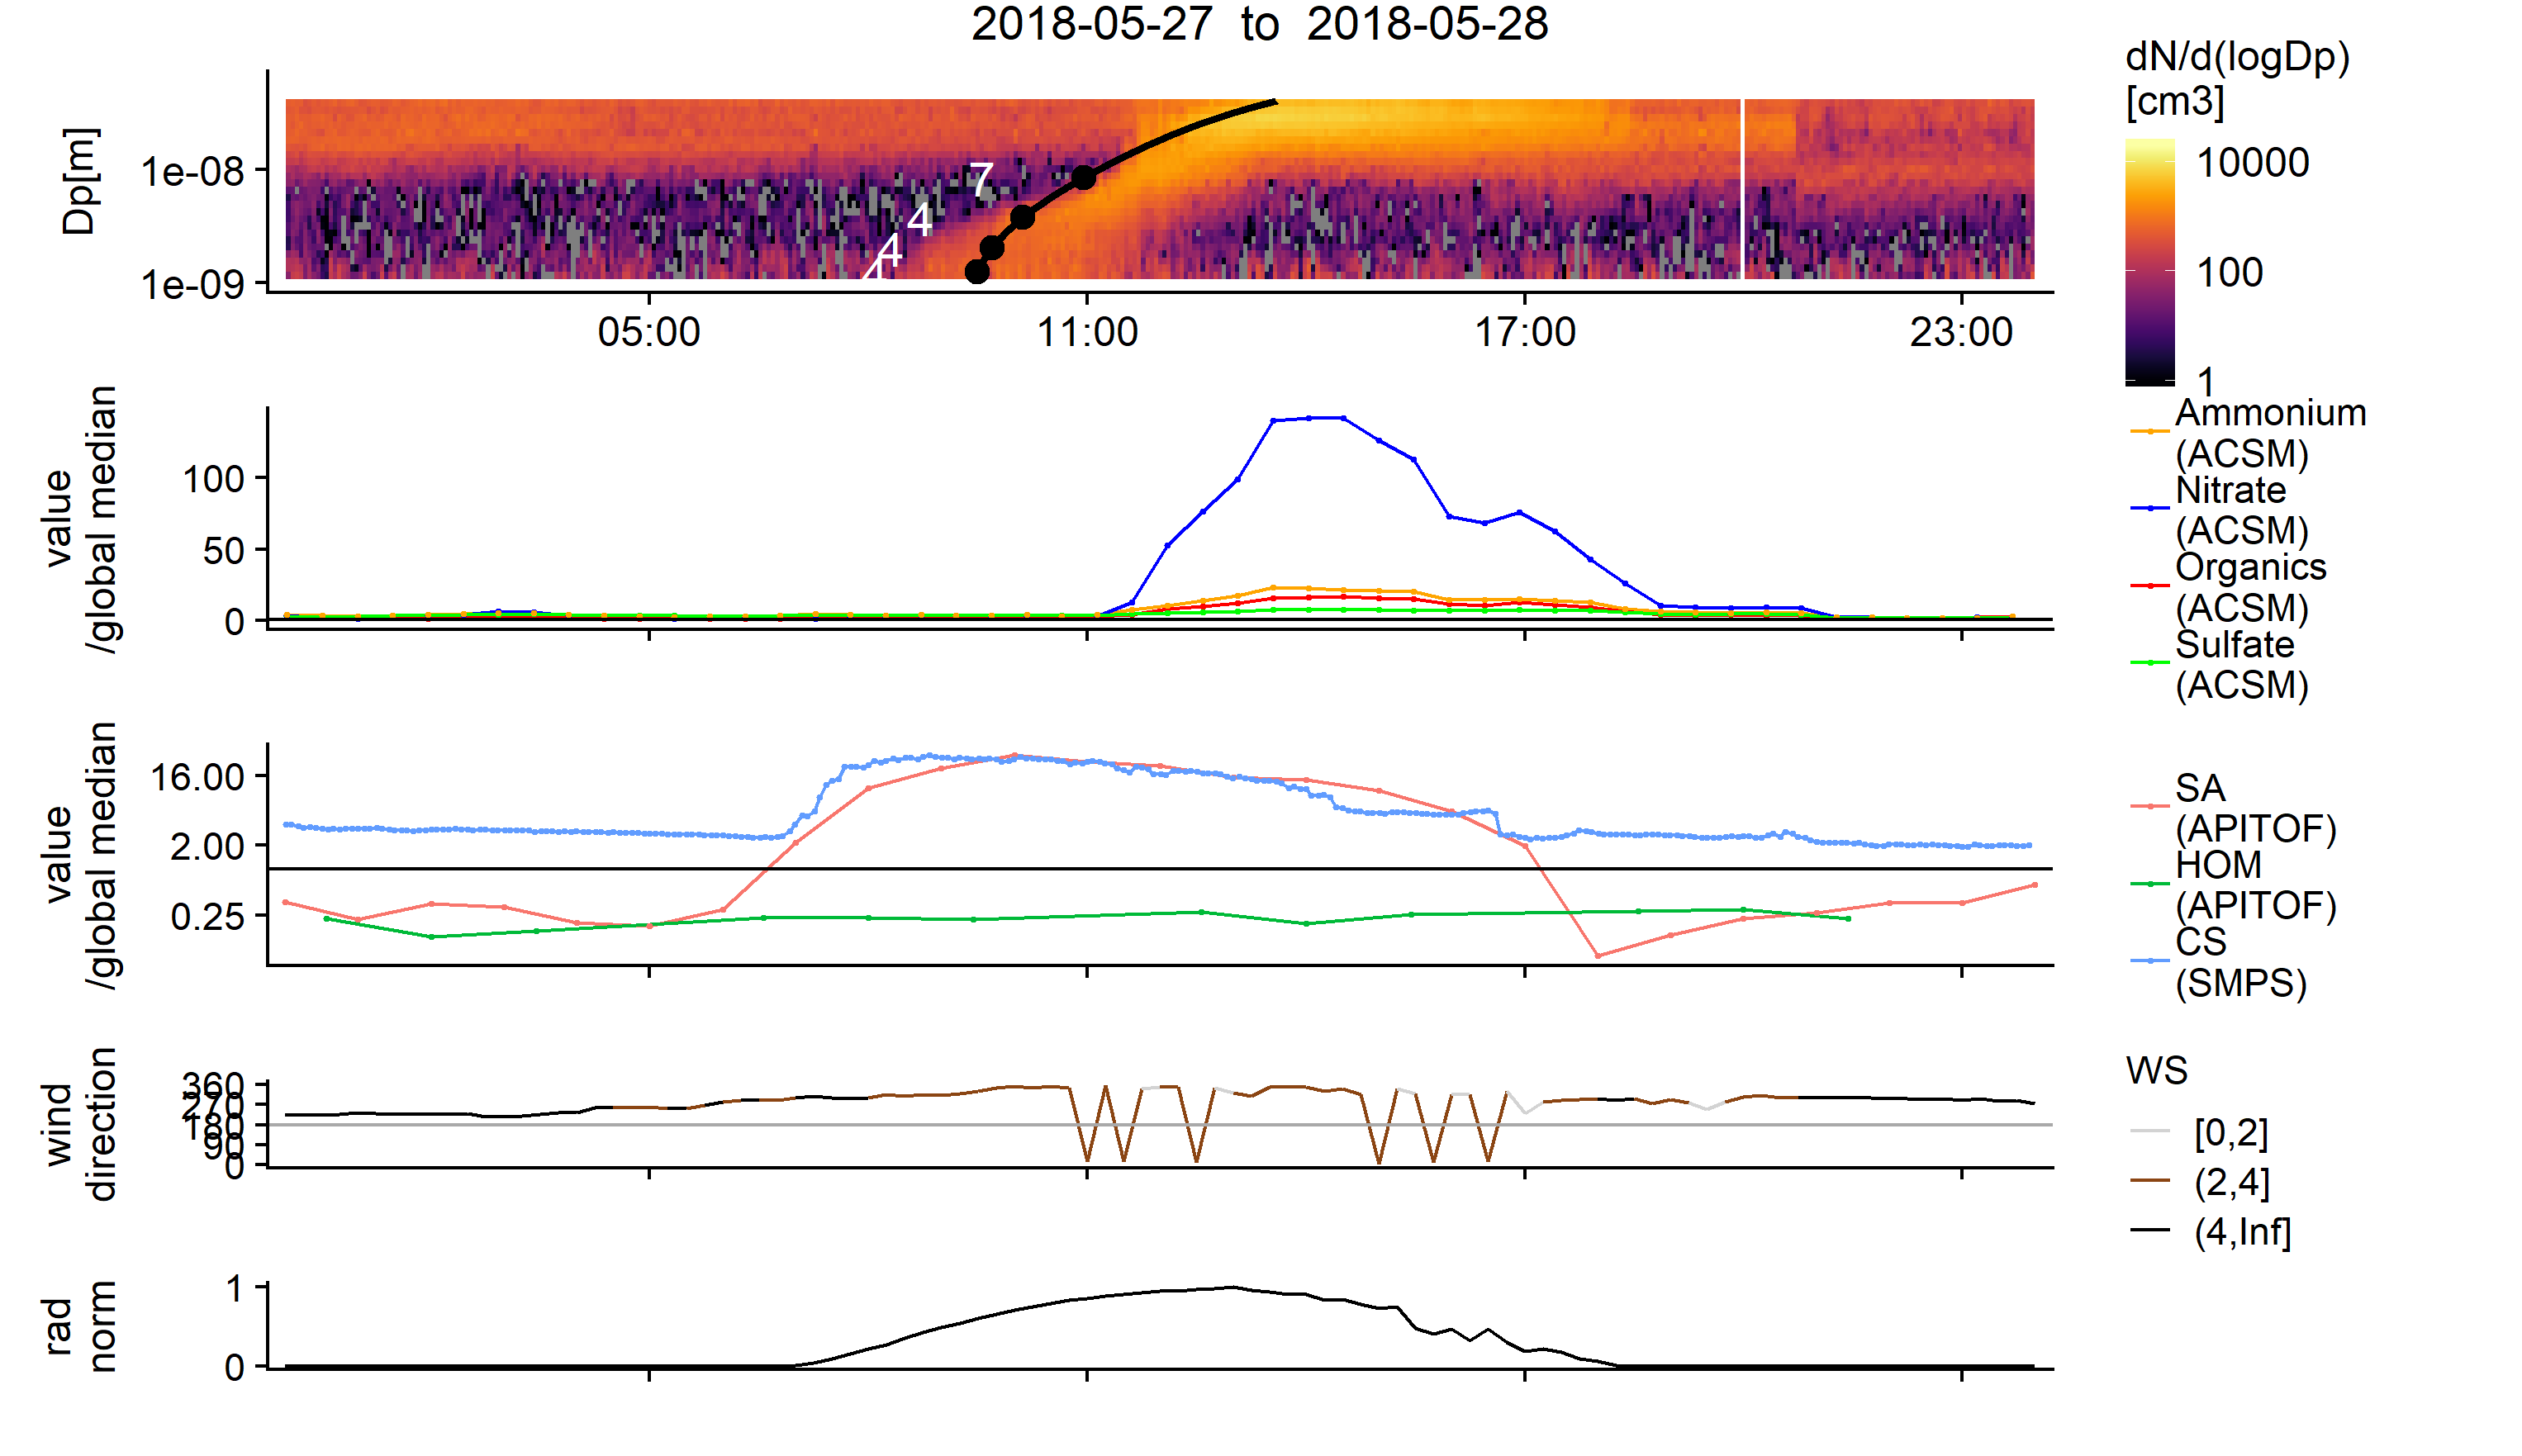 2018-05-27 to 2018-05-28
Dp[m]
1e-08
1e-09
7
4
4
4
05:00
11:00
17:00
23:00
dN/d(logDp)
[cm3]
10000
100
1
value
/global median
100
50
0
Ammonium
(ACSM)
Nitrate
(ACSM)
Organics
(ACSM)
Sulfate
(ACSM)
value
/global median
16.00
2.00
0.25
SA
(APITOF)
HOM
(APITOF)
CS
(SMPS)
wind
direction
360
270
180
90
0
WS
[0,2]
(2,4]
(4,Inf]
rad
norm
1
0